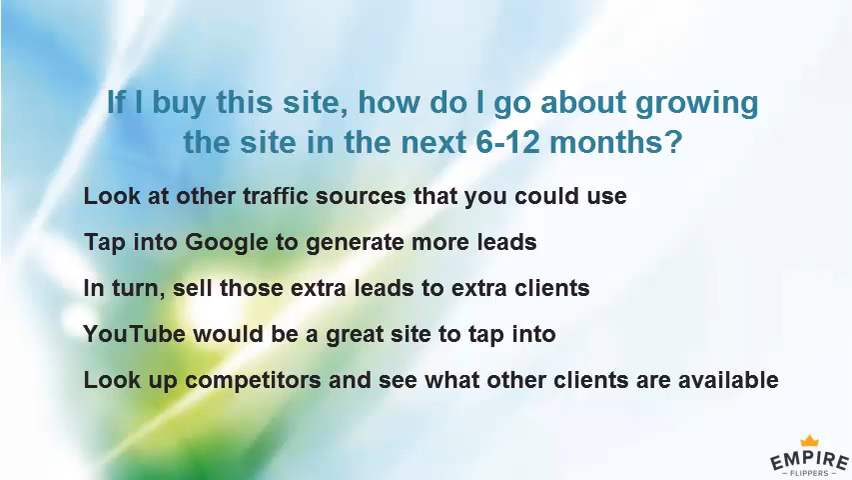 If I buy this site, how do I go about growing
the site in the next 6-12 months?
Look at other traffic sources that you could use
Tap into Google to generate more leads
In turn, sell those extra leads to extra clients
YouTube would be a great site to tap into
Look up competitors and see what other clients are available
EMPIRE
FLIPPERS